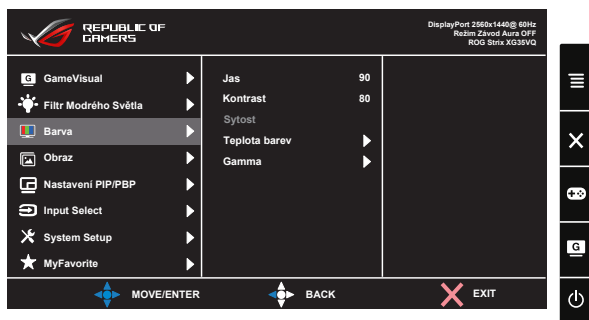 REPUBLIC OF
GAMERS
DisplayPort 2560x1440@ 60Hz
Režim Závod Aura OFF
ROG Strix XG35VQ
G GameVisual
Filtr Modrého Světla
Barva
Obraz
Nastavení PIP/PBP
Input Select
System Setup
MyFavorite
Jas 90
Kontrast 80
Sytost
Teplota barev
Gamma
MOVE/ENTER
BACK
EXIT
G